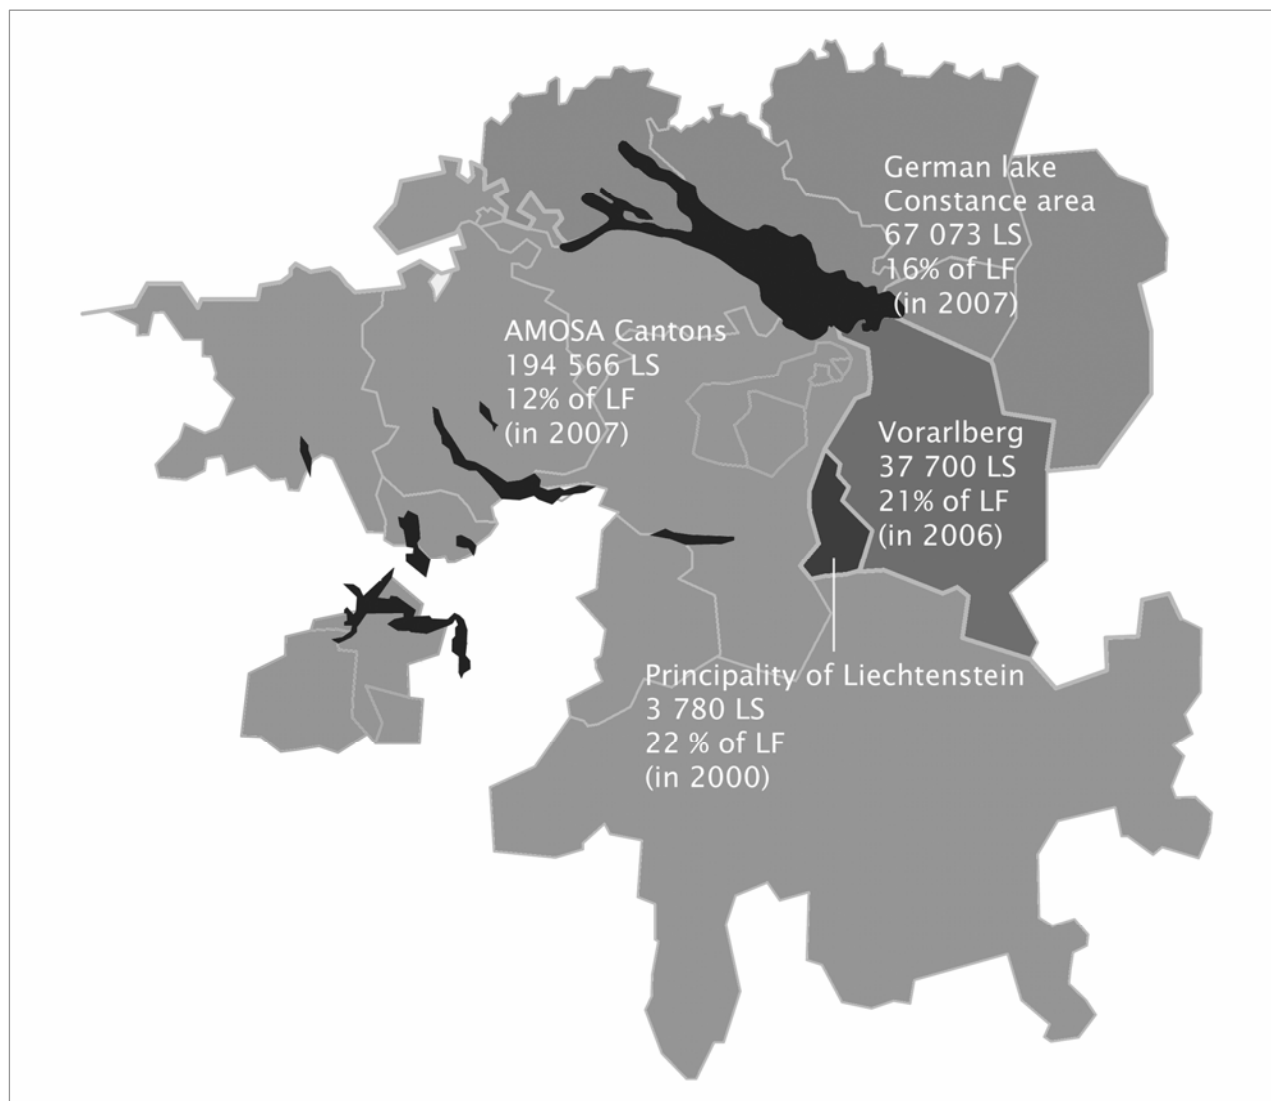 German lake
Constance area
67 073 LS
16% of LF
(in 2007)
AMOSA Cantons
194 566 LS
12% of LF
(in 2007)
Vorarlberg
37 700 LS
21% of LF
(in 2006)
Principality of Liechtenstein
3 780 LS
22 % of LF
(in 2000)